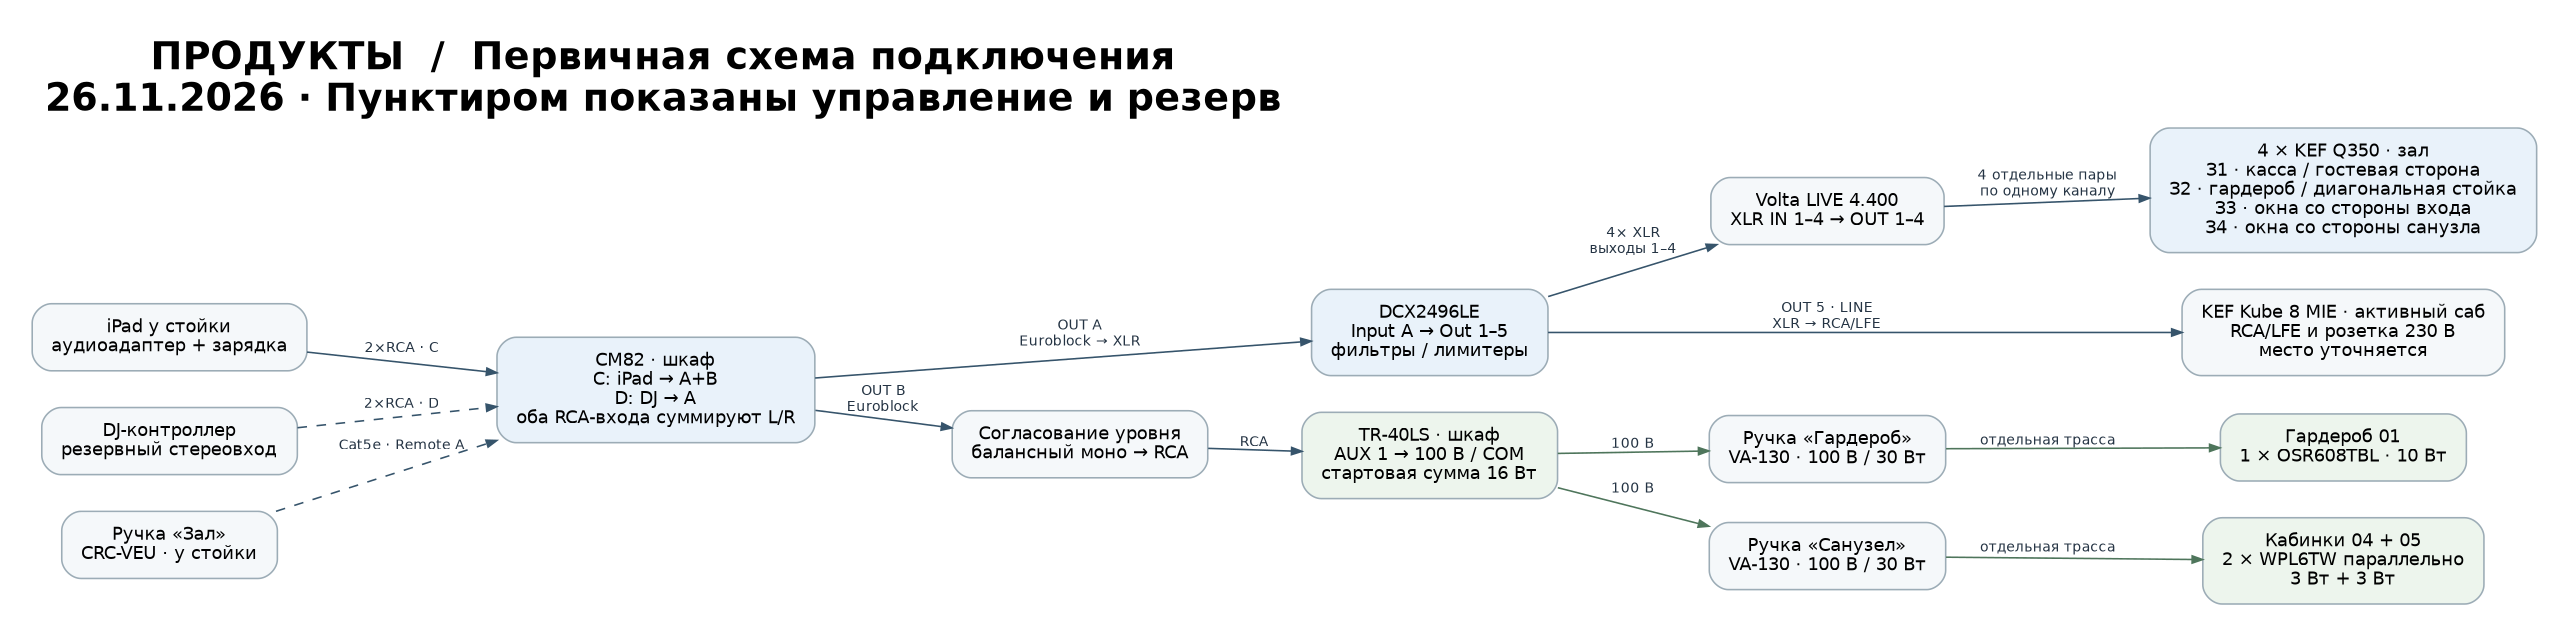 ПРОДУКТЫ / Первичная схема подключения
26.11.2026 · Пунктиром показаны управление и резерв
iPad у стойки
аудиоадаптер + зарядка
2×RCA · C
DJ-контроллер
резервный стереовход
2×RCA · D
Ручка «Зал»
CRC-VEU · у стойки
Cat5e · Remote A
CM82 · шкаф
C: iPad → A+B
D: DJ → A
оба RCA-входа суммируют L/R
OUT A
Euroblock → XLR
OUT B
Euroblock
Согласование уровня
балансный моно → RCA
RCA
DCX2496LE
Input A → Out 1–5
фильтры / лимитеры
4× XLR
выходы 1–4
Volta LIVE 4.400
XLR IN 1–4 → OUT 1–4
4 отдельные пары
по одному каналу
4 × KEF Q350 · зал
З1 · касса / гостевая сторона
З2 · гардероб / диагональная стойка
З3 · окна со стороны входа
З4 · окна со стороны санузла
OUT 5 · LINE
XLR → RCA/LFE
KEF Kube 8 MIE · активный саб
RCA/LFE и розетка 230 В
место уточняется
TR-40LS · шкаф
AUX 1 → 100 В / COM
стартовая сумма 16 Вт
100 В
Ручка «Гардероб»
VA-130 · 100 В / 30 Вт
отдельная трасса
Гардероб 01
1 × OSR608TBL · 10 Вт
100 В
Ручка «Санузел»
VA-130 · 100 В / 30 Вт
отдельная трасса
Кабинки 04 + 05
2 × WPL6TW параллельно
3 Вт + 3 Вт